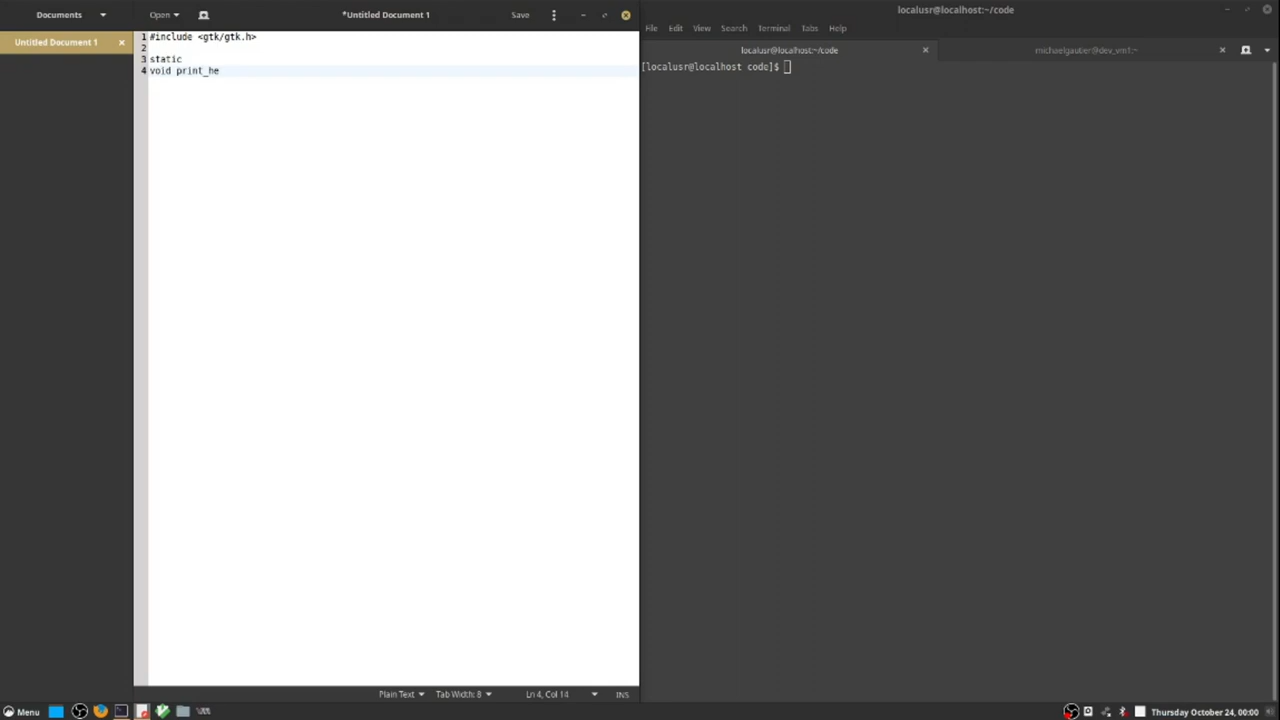 Documents
Open
*Untitled Document 1
Save
localusr@localhost:~/code
Untitled Document 1
File Edit View Search Terminal Tabs Help
localusr@localhost:~/code
michaelgautier@dev_vm1:~
[localusr@localhost code]$
1 #include <gtk/gtk.h>
2
3 static
4 void print_he
Plain Text
Tab Width: 8
Ln 4, Col 14
INS
Menu
Thursday October 24, 00:00